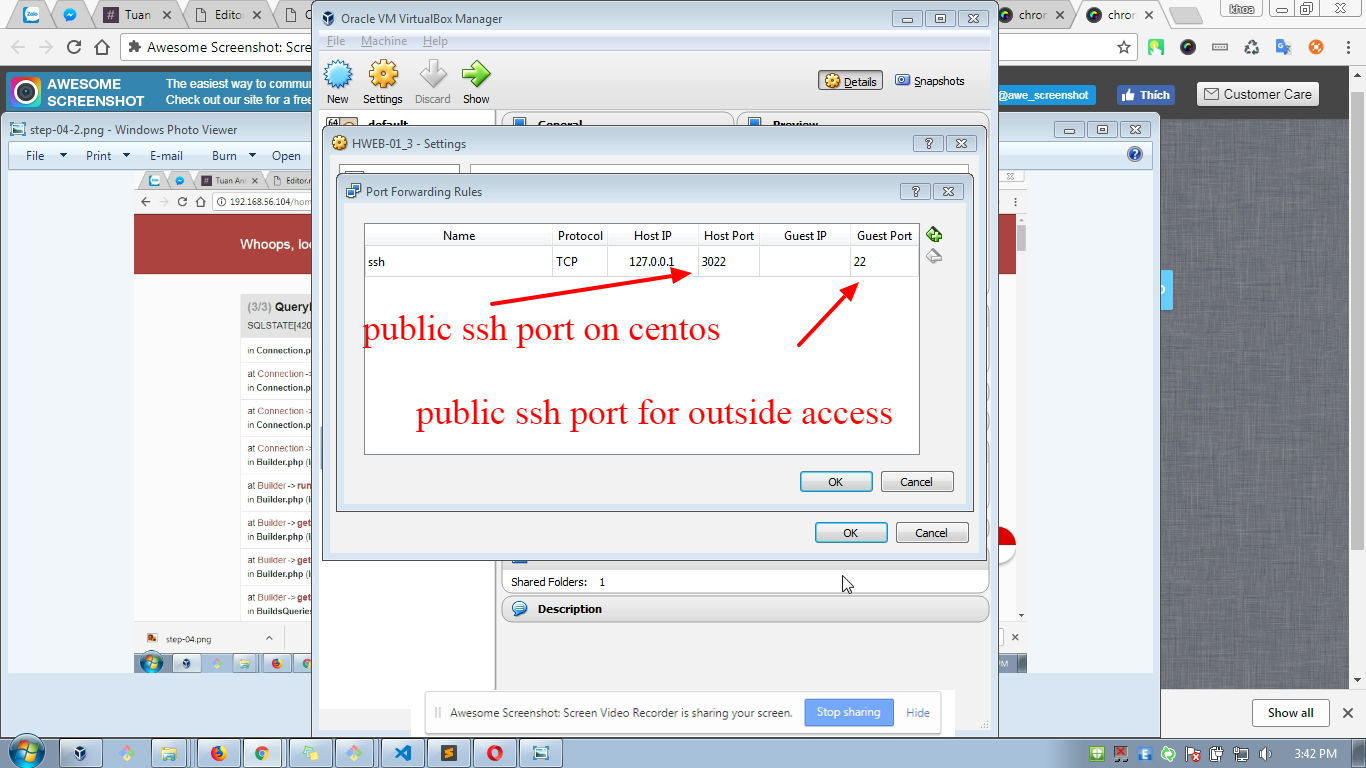 Tuan
Editor
khoa
chron
chron
Awesome Screenshot: Scre
AWESOME
SCREENSHOT
The easiest way to commu
Check out our site for a free
@awe_screenshot
Thích
Customer Care
Oracle VM VirtualBox Manager
File Machine Help
New Settings Discard Show
Details
Snapshots
64
default
General
Preview
step-04-2.png - Windows Photo Viewer
File Print E-mail Burn Open
Tuan An
Editor.n
192.168.56.104/hom
Whoops, loo
(3/3) Queryl
SQLSTATE[420
in Connection.p
at Connection ->
in Connection.p
at Connection ->
in Connection.p
at Connection ->
in Builder.php (l
at Builder -> run
in Builder.php (l
at Builder -> get
in Builder.php (l
at Builder -> get
in Builder.php (l
at Builder -> get
in BuildsQueries
step-04.png
PM
HWEB-01_3 - Settings
Port Forwarding Rules
Name Protocol Host IP Host Port Guest IP Guest Port
ssh TCP 127.0.0.1 3022 22
public ssh port on centos
public ssh port for outside access
OK Cancel
OK Cancel
Shared Folders: 1
Description
Awesome Screenshot: Screen Video Recorder is sharing your screen.
Stop sharing
Hide
Show all
3:42 PM